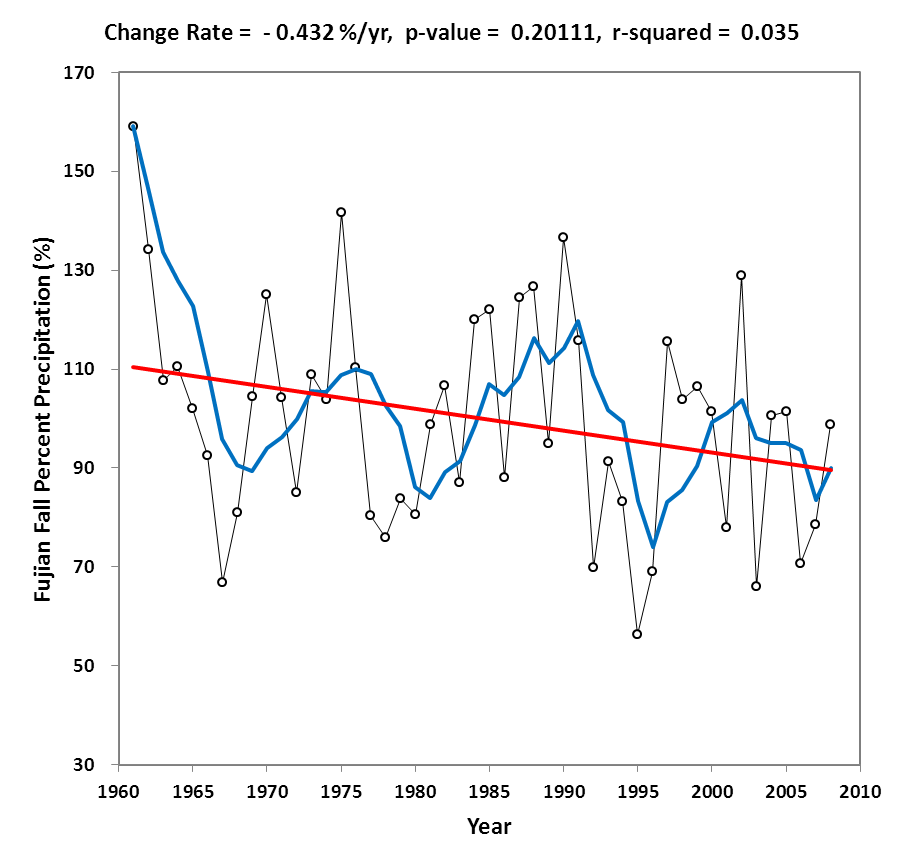 Change Rate = - 0.432 %/yr, p-value = 0.20111, r-squared = 0.035
170
150
130
110
90
70
50
30
Fujian Fall Percent Precipitation (%)
1960 1965 1970 1975 1980 1985 1990 1995 2000 2005 2010
Year